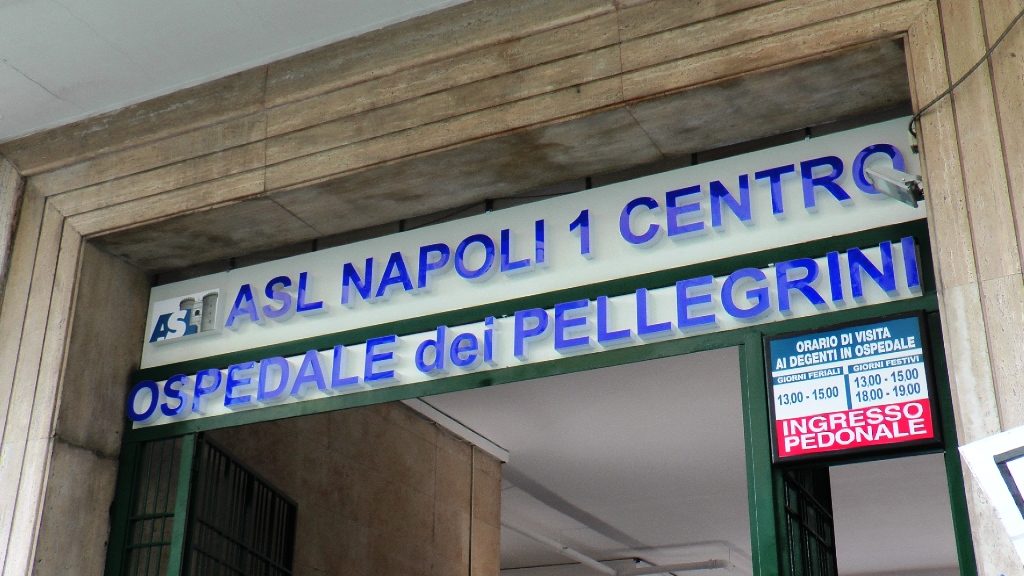 ASL
ASL NAPOLI 1 CENTRO
OSPEDALE dei PELLEGRINI
ORARIO DI VISITA
AI DEGENTI IN OSPEDALE
GIORNI FERIALI
13.00 - 15.00
GIORNI FESTIVI
13.00 - 15.00
18.00 - 19.00
INGRESSO
PEDONALE